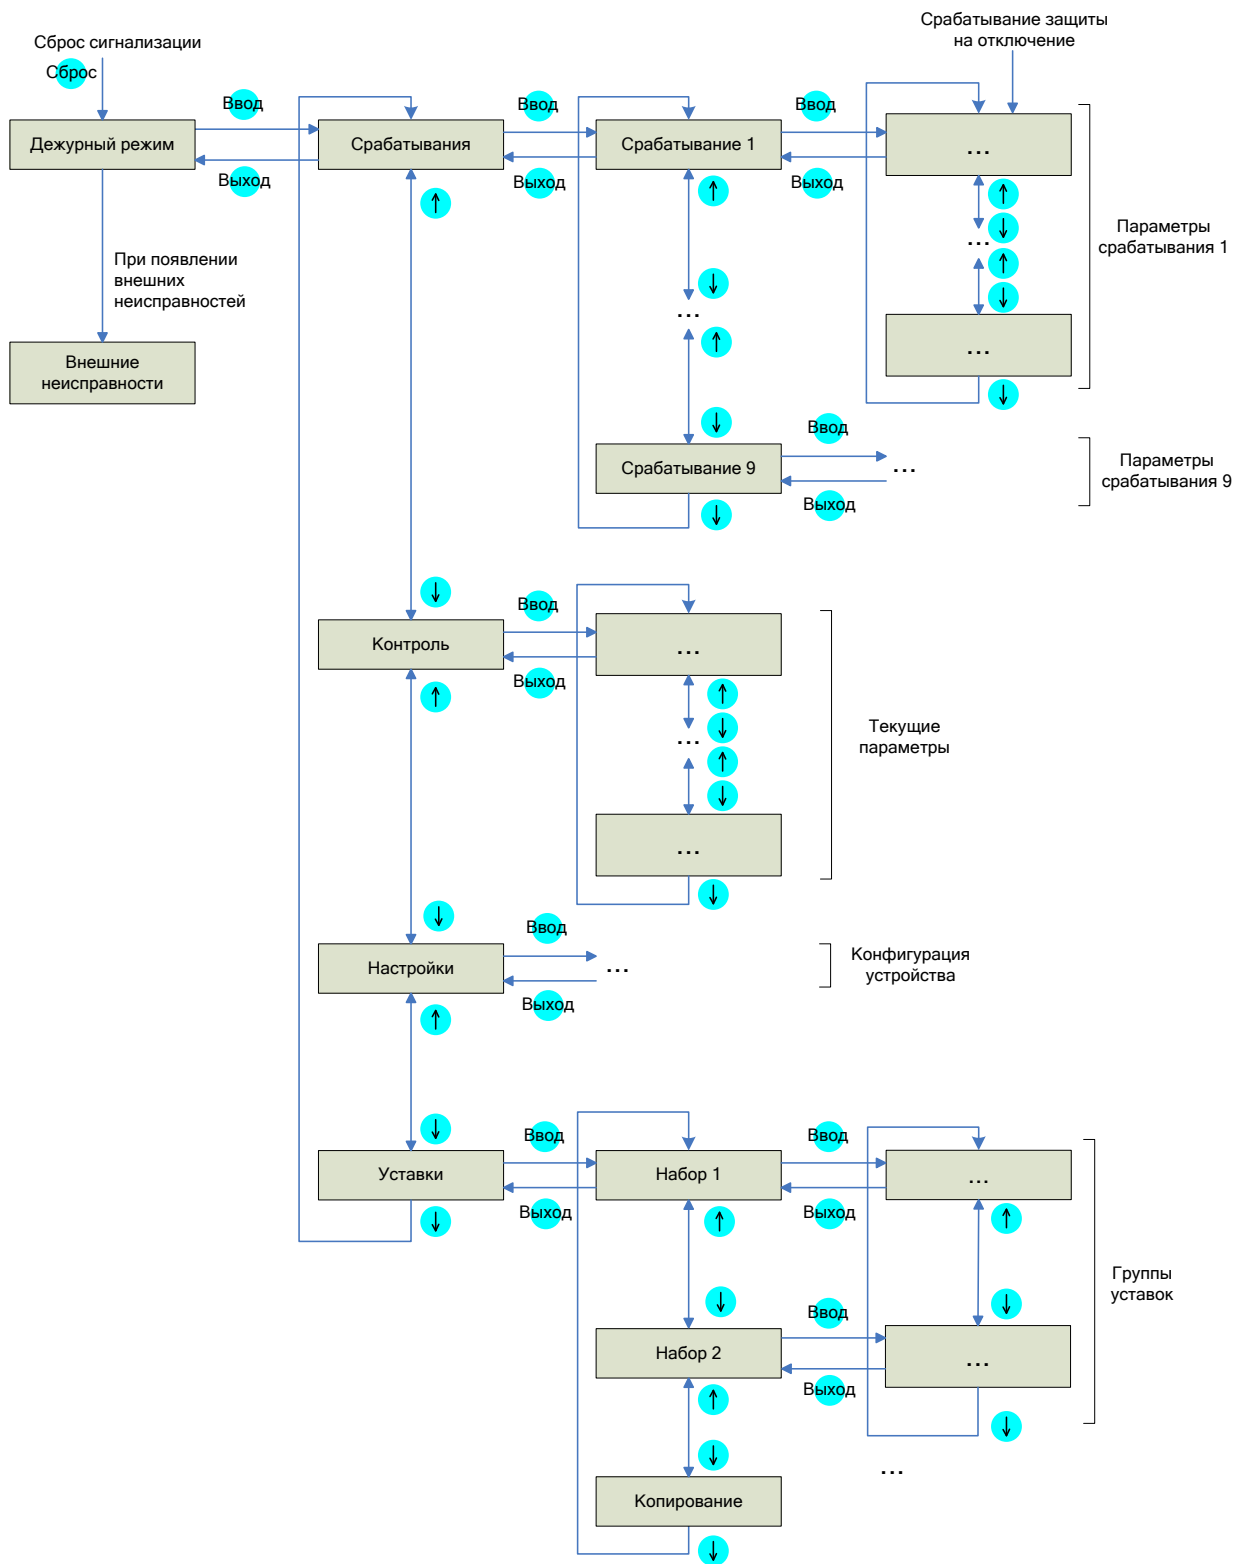 Сброс сигнализации
Сброс
Срабатывание защиты
на отключение
Ввод
Ввод
Ввод
Дежурный режим
Срабатывания
Срабатывание 1
...
Выход
Выход
Выход
↑
↑
↑
↓
...
↑
↓
Параметры
срабатывания 1
При появлении
внешних
неисправностей
↓
...
↑
...
Внешние
неисправности
↓
↓
Ввод
Срабатывание 9
...
Выход
↓
Параметры
срабатывания 9
↓
Ввод
Контроль
...
Выход
↑
↑
↓
...
↑
↓
Текущие
параметры
...
↓
↓
Ввод
Настройки
...
Выход
Конфигурация
устройства
↑
↓
Ввод
Ввод
Уставки
Набор 1
...
Выход
Выход
↓
↑
↑
↓
↓
Группы
уставок
Ввод
Набор 2
...
Выход
↑
↓
↓
...
Копирование
↓